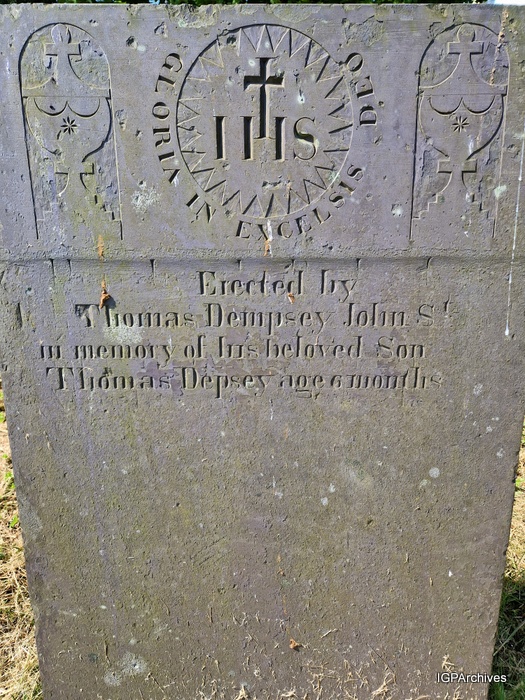 GLORIA IN EXCELSIS DEO
IHS
Erected by
Thomas Dempsey John St
in memory of his beloved Son
Thomas Depsey age 6 months
IGPArchives